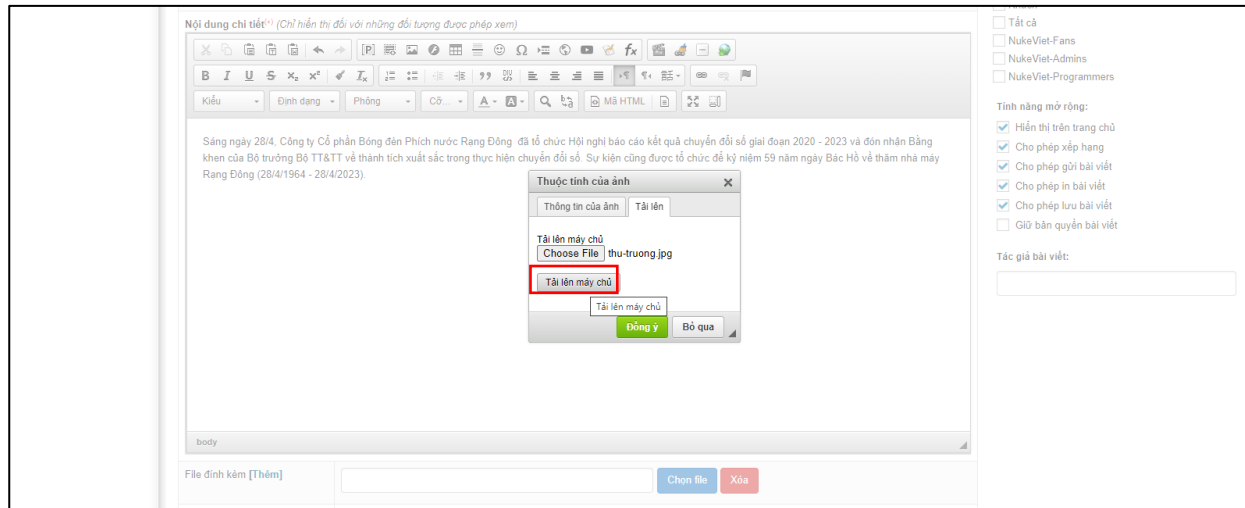 Nội dung chi tiết(*) (Chỉ hiển thị đối với những đối tượng được phép xem)
Kiểu Định dạng Phông Cỡ... Mã HTML
Sáng ngày 28/4, Công ty Cổ phần Bóng đèn Phích nước Rạng Đông đã tổ chức Hội nghị báo cáo kết quả chuyển đổi số giai đoạn 2020 - 2023 và đón nhận Bằng
khen của Bộ trưởng Bộ TT&TT về thành tích xuất sắc trong thực hiện chuyển đổi số. Sự kiện cũng được tổ chức để kỷ niệm 59 năm ngày Bác Hồ về thăm nhà máy
Rạng Đông (28/4/1964 - 28/4/2023).
Thuộc tính của ảnh
Thông tin của ảnh Tải lên
Tải lên máy chủ
Choose File thu-truong.jpg
Tải lên máy chủ
Tải lên máy chủ
Đồng ý Bỏ qua
body
File đính kèm [Thêm]
Chọn file Xóa
Tất cả
NukeViet-Fans
NukeViet-Admins
NukeViet-Programmers
Tính năng mở rộng:
Hiển thị trên trang chủ
Cho phép xếp hạng
Cho phép gửi bài viết
Cho phép in bài viết
Cho phép lưu bài viết
Giữ bản quyền bài viết
Tác giả bài viết: